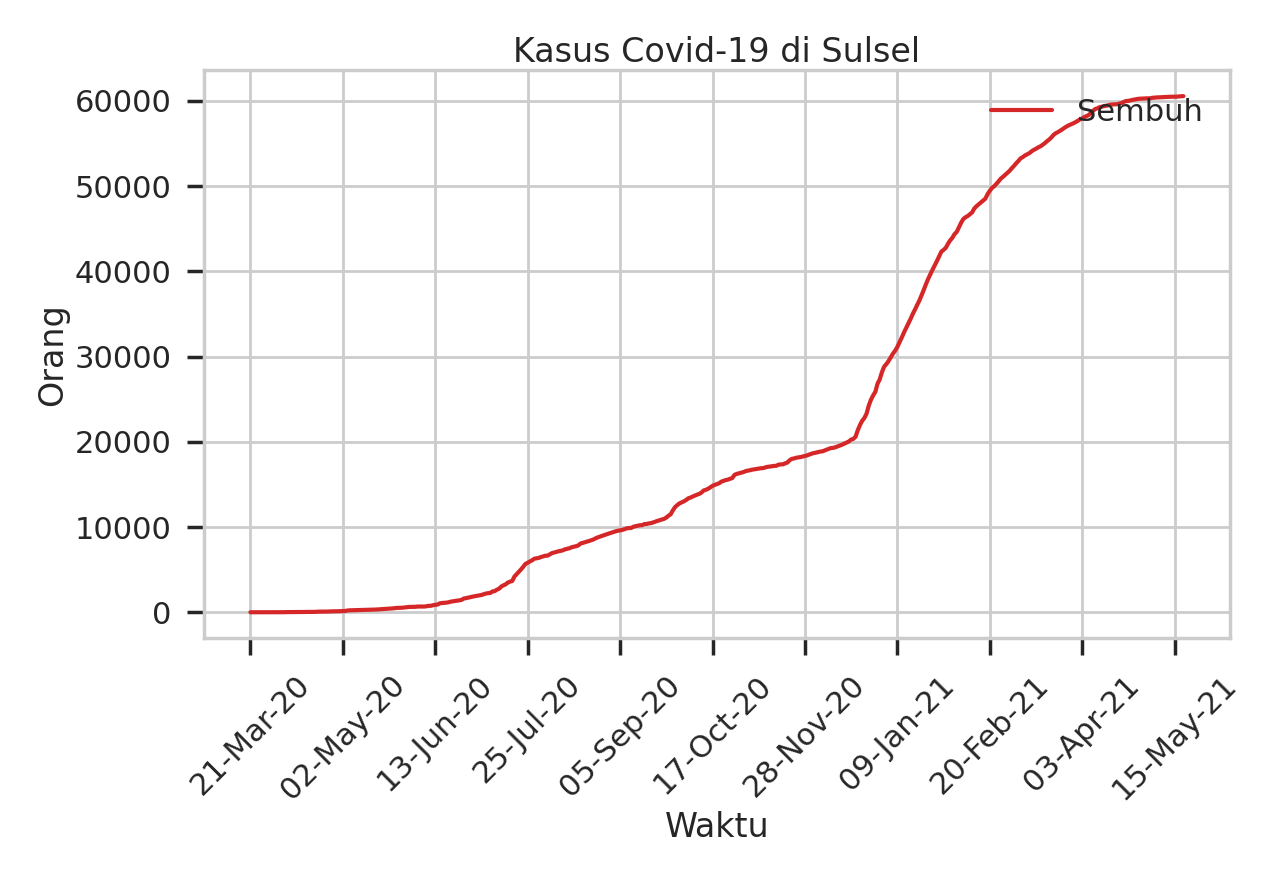 Kasus Covid-19 di Sulsel
60000
50000
40000
30000
20000
10000
0
Orang
Sembuh
21-Mar-20
02-May-20
13-Jun-20
25-Jul-20
05-Sep-20
17-Oct-20
28-Nov-20
09-Jan-21
20-Feb-21
03-Apr-21
15-May-21
Waktu